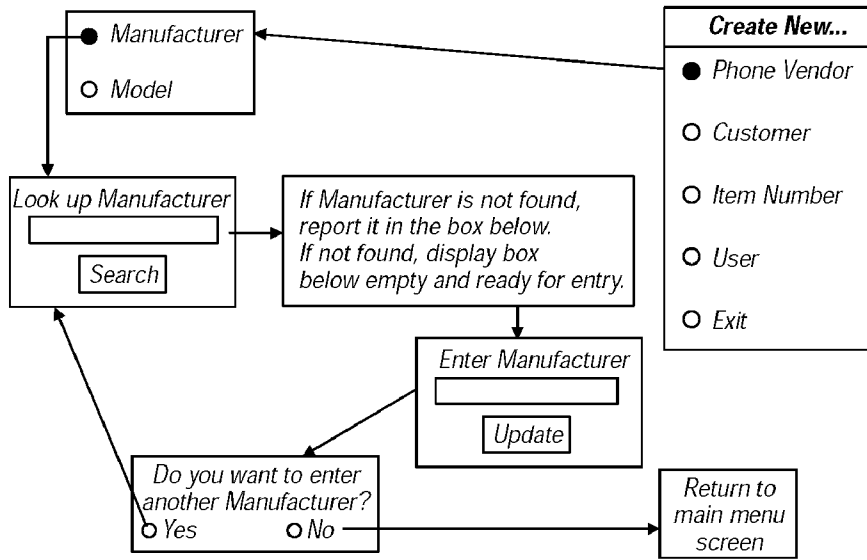 Manufacturer
Model
Create New...
Phone Vendor
Customer
Item Number
User
Exit
Look up Manufacturer
Search
If Manufacturer is not found,
report it in the box below.
If not found, display box
below empty and ready for entry.
Enter Manufacturer
Update
Do you want to enter
another Manufacturer?
Yes No
Return to
main menu
screen